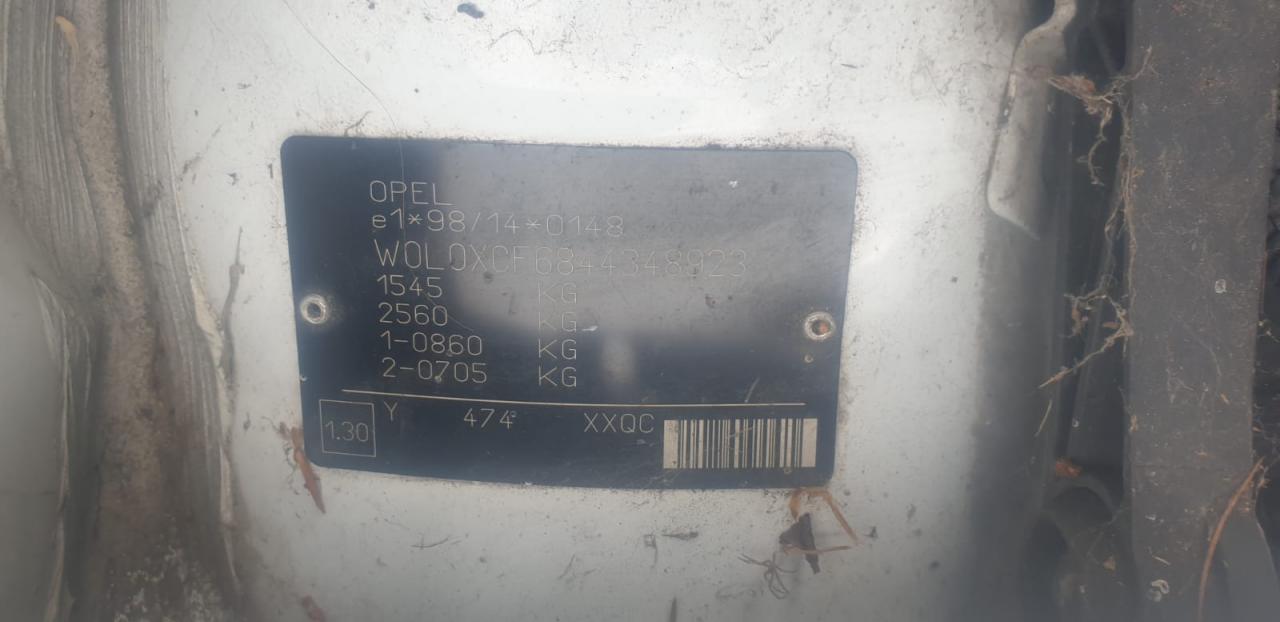 OPEL
e1*98/14*0148
W0L0XCF6844348923
1545 KG
2560 KG
1-0860 KG
2-0705 KG
1.30 Y 474 XXQC